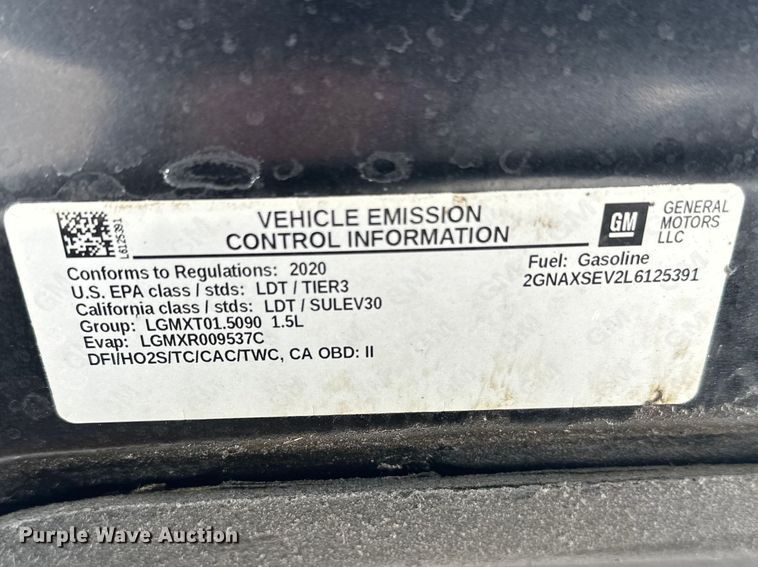 L6125391
VEHICLE EMISSION
CONTROL INFORMATION
GM
GENERAL
MOTORS
LLC
Conforms to Regulations: 2020
U.S. EPA class / stds: LDT / TIER3
California class / stds: LDT / SULEV30
Group: LGMXT01.5090 1.5L
Evap: LGMXR009537C
DFI/HO2S/TC/CAC/TWC, CA OBD: II
Fuel: Gasoline
2GNAXSEV2L6125391
Purple Wave Auction